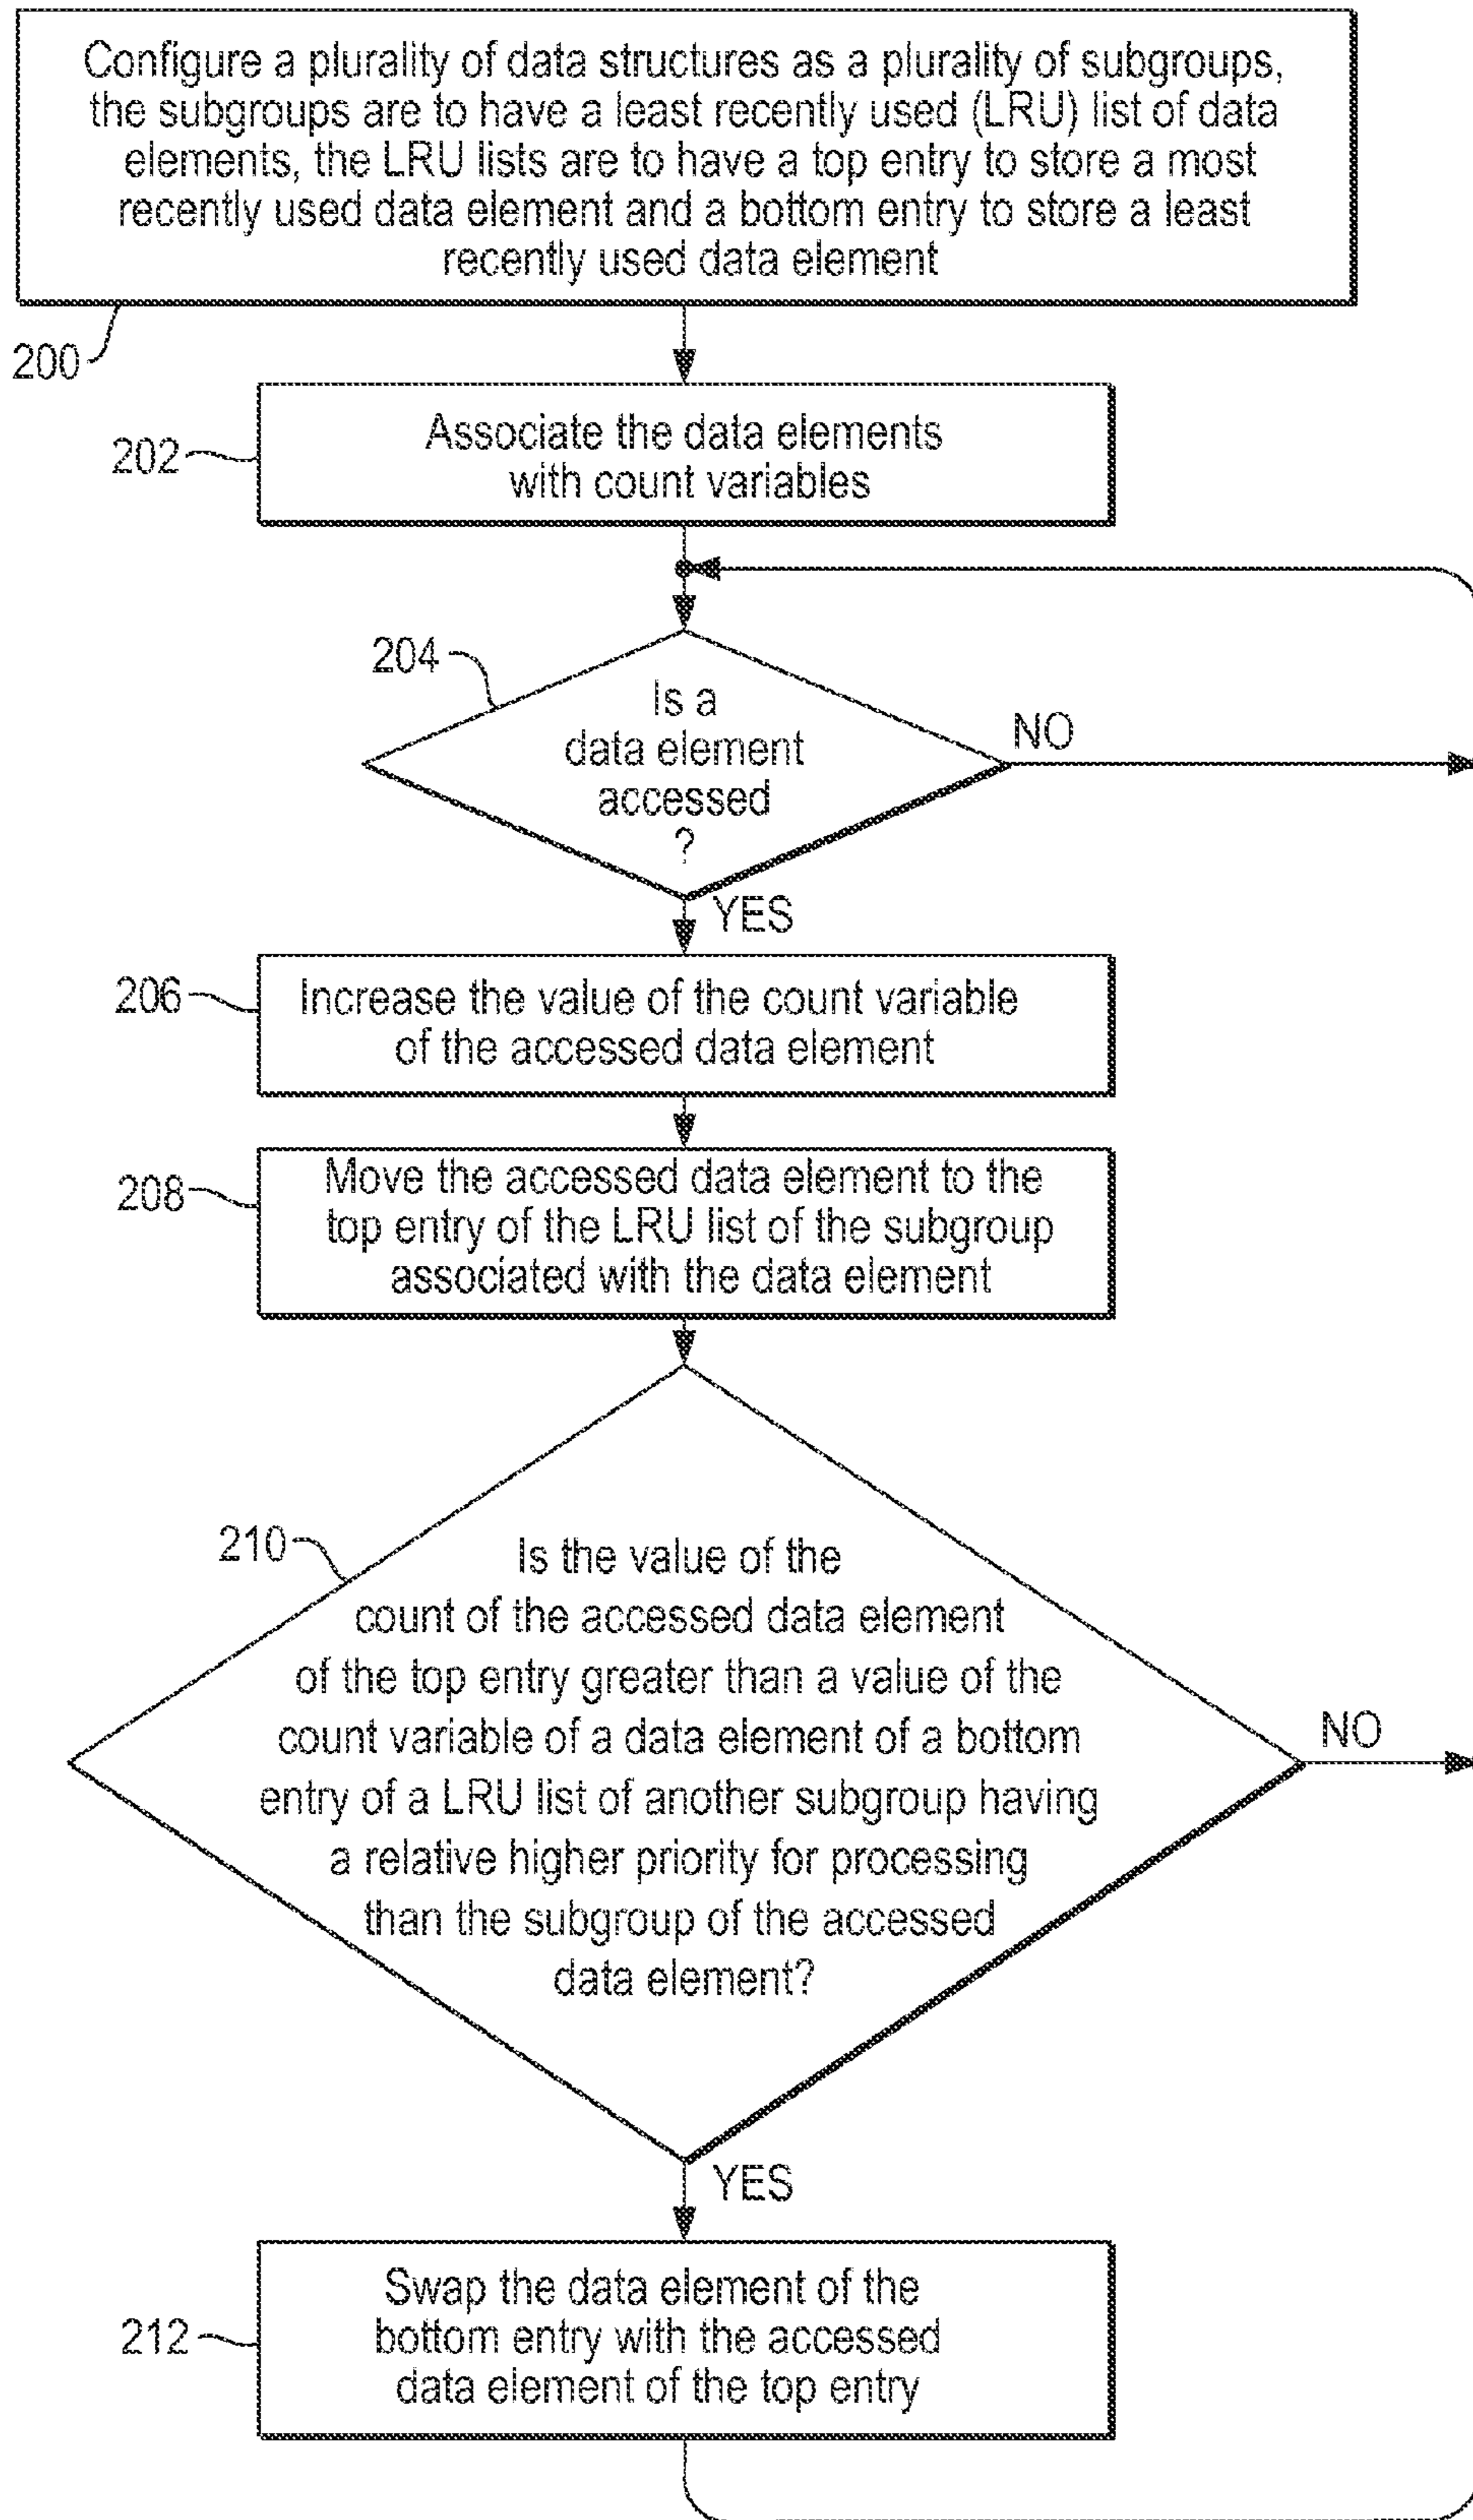 Configure a plurality of data structures as a plurality of subgroups,
the subgroups are to have a least recently used (LRU) list of data
elements, the LRU lists are to have a top entry to store a most
recently used data element and a bottom entry to store a least
recently used data element
200
202
Associate the data elements
with count variables
204
Is a
data element
accessed
?
NO
YES
206
Increase the value of the count variable
of the accessed data element
208
Move the accessed data element to the
top entry of the LRU list of the subgroup
associated with the data element
210
Is the value of the
count of the accessed data element
of the top entry greater than a value of the
count variable of a data element of a bottom
entry of a LRU list of another subgroup having
a relative higher priority for processing
than the subgroup of the accessed
data element?
NO
YES
212
Swap the data element of the
bottom entry with the accessed
data element of the top entry